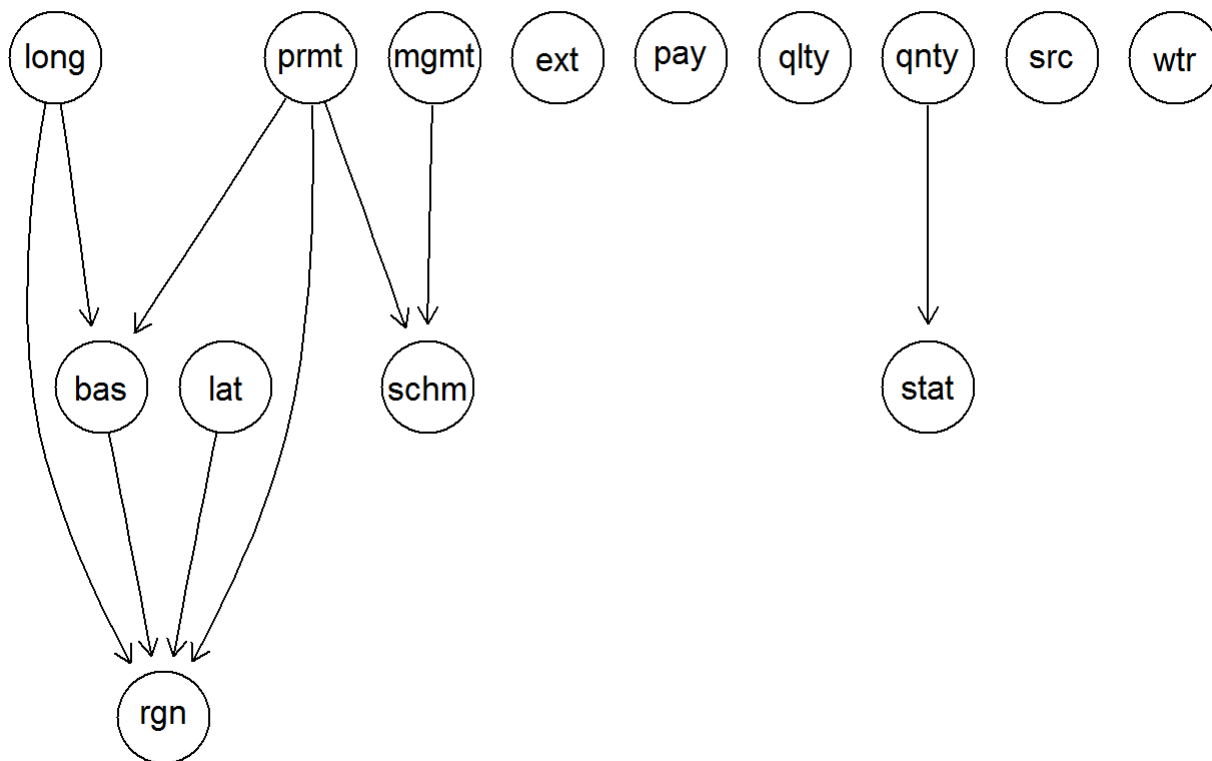 long prmt mgmt ext pay qlty qnty src wtr
bas lat schm stat
rgn